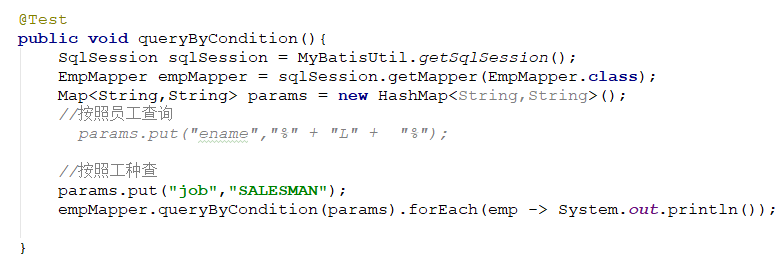 @Test
public void queryByCondition(){
SqlSession sqlSession = MyBatisUtil.getSqlSession();
EmpMapper empMapper = sqlSession.getMapper(EmpMapper.class);
Map<String,String> params = new HashMap<String,String>();
//按照员工查询
params.put("ename","%" + "L" +  "%");
//按照工种查
params.put("job","SALESMAN");
empMapper.queryByCondition(params).forEach(emp -> System.out.println());
}